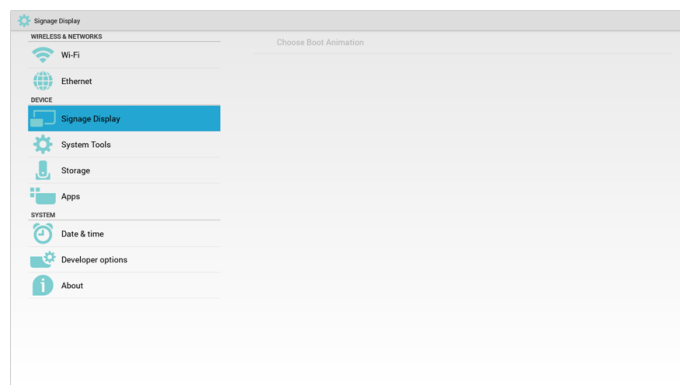 Signage Display
WIRELESS & NETWORKS
Wi-Fi
Ethernet
DEVICE
Signage Display
System Tools
Storage
Apps
SYSTEM
Date & time
Developer options
About
Choose Boot Animation